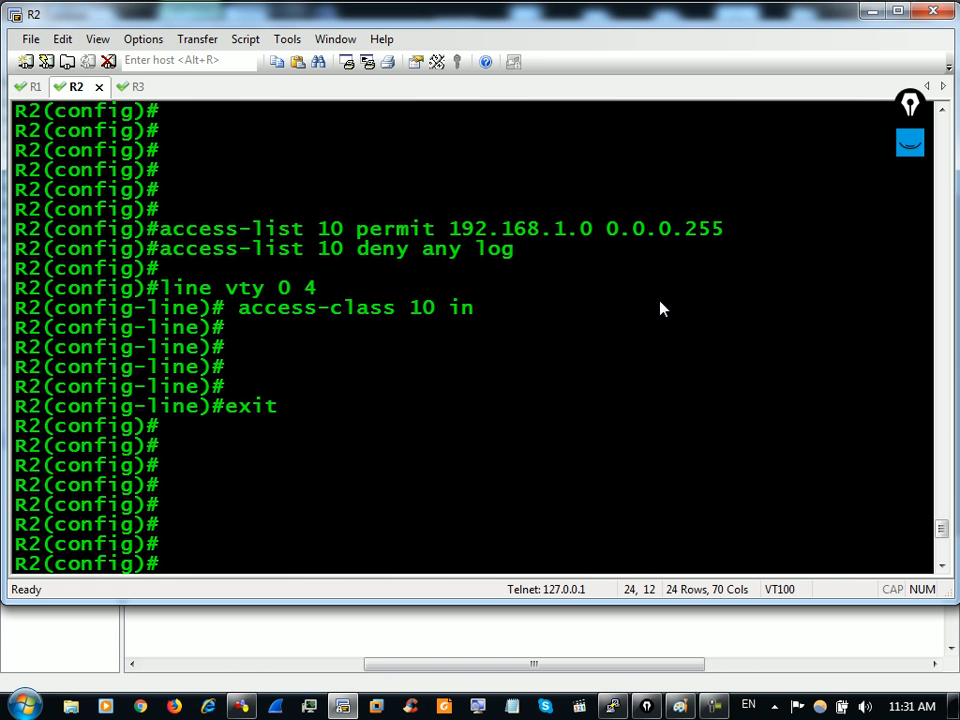 R2
File Edit View Options Transfer Script Tools Window Help
Enter host <Alt+R>
R1 R2 R3
R2(config)#
R2(config)#
R2(config)#
R2(config)#
R2(config)#
R2(config)#
R2(config)#access-list 10 permit 192.168.1.0 0.0.0.255
R2(config)#access-list 10 deny any log
R2(config)#
R2(config)#line vty 0 4
R2(config-line)# access-class 10 in
R2(config-line)#
R2(config-line)#
R2(config-line)#
R2(config-line)#
R2(config-line)#exit
R2(config)#
R2(config)#
R2(config)#
R2(config)#
R2(config)#
R2(config)#
R2(config)#
R2(config)#
Ready Telnet: 127.0.0.1 24, 12 24 Rows, 70 Cols VT100 CAP NUM
EN 11:31 AM